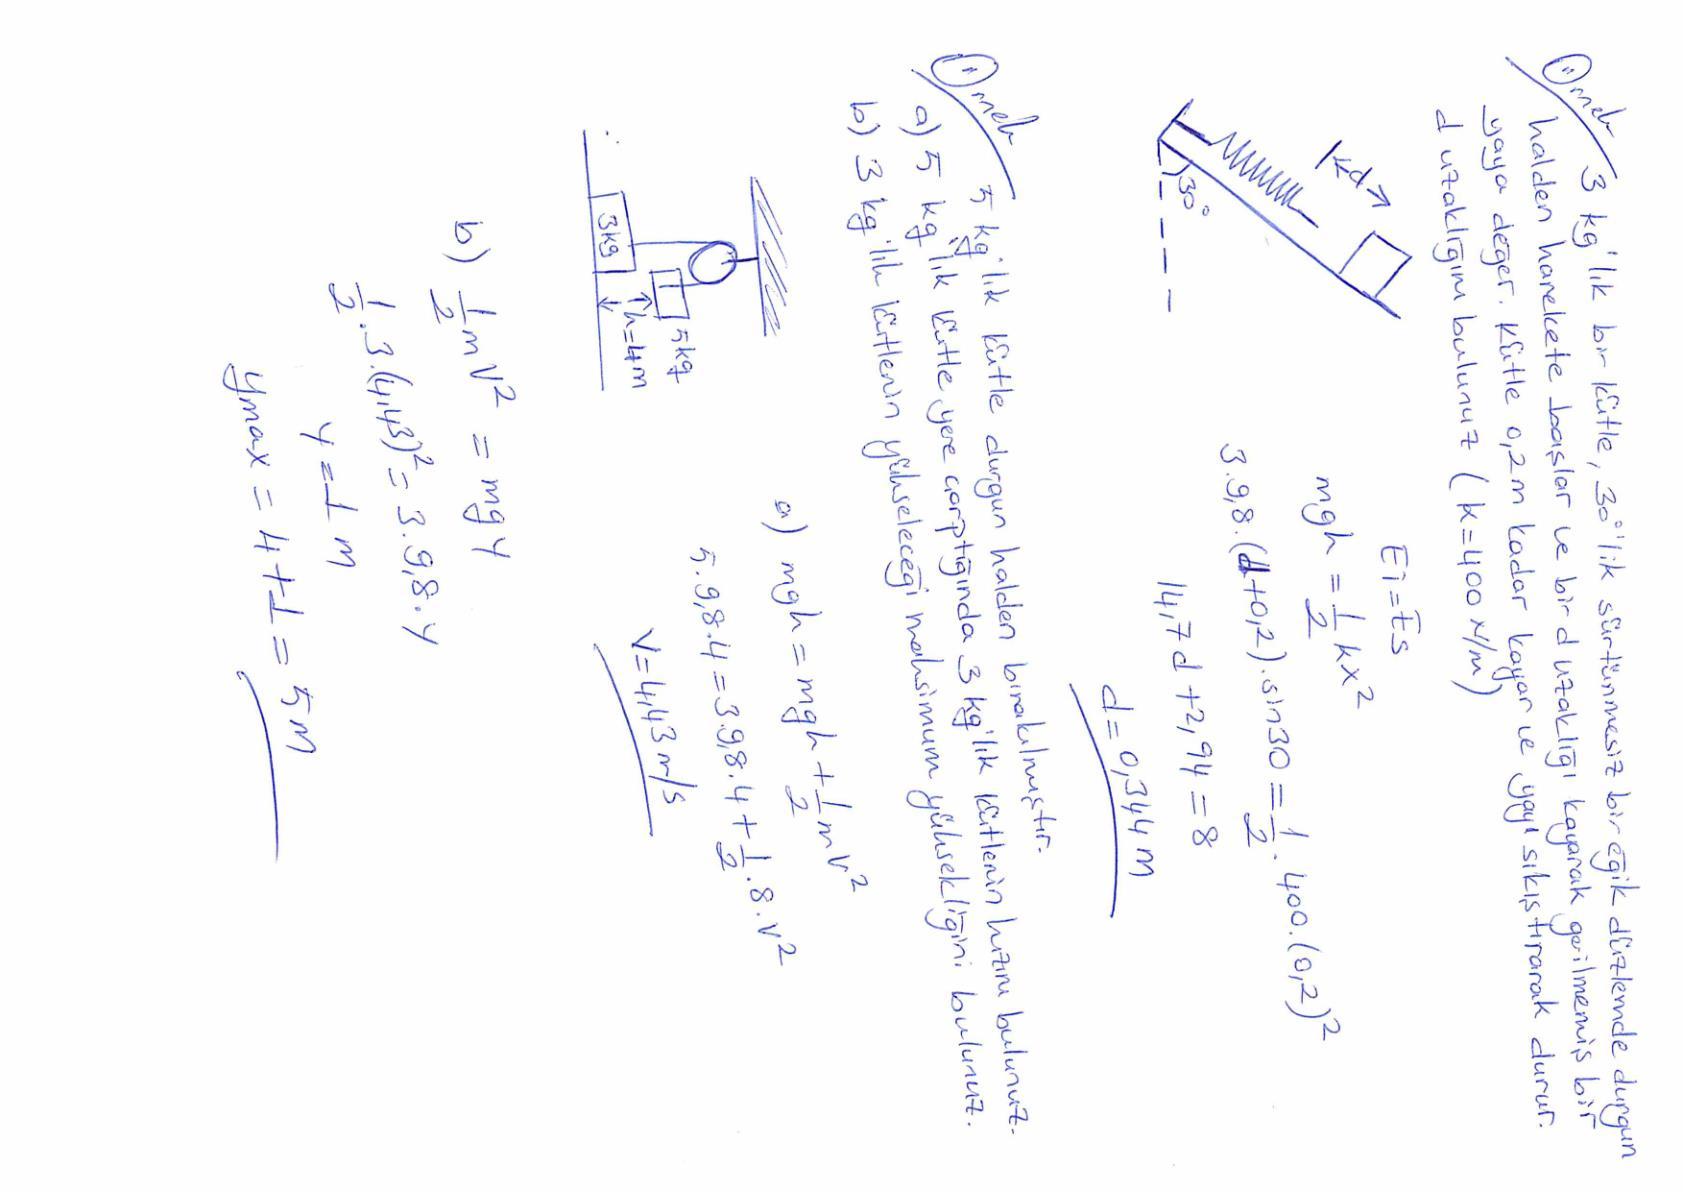 Örnek 3 kg'lık bir kütle, 30°'lik sürtünmesiz bir eğik düzlemde durgun
halden harekete başlar ve bir d uzaklığı kayarak gerilmemiş bir
yaya değer. Kütle 0,2 m kadar kayar ve yayı sıkıştırarak durur.
d uzaklığını bulunuz (k=400 N/m)
|←d→|
30°
Ei=Es
mgh = 1/2 kx²
3.9,8.(d+0,2).sin30 = 1/2 . 400.(0,2)²
14,7d + 2,94 = 8
d = 0,344 m
Örnek 5 kg'lık kütle durgun halden bırakılmıştır.
a) 5 kg'lık kütle yere çarptığında 3 kg'lık kütlenin hızını bulunuz.
b) 3 kg'lık kütlenin yükseleceği maksimum yüksekliğini bulunuz.
3kg
5kg
h=4m
a) mgh = mgh + 1/2 mv²
5.9,8.4 = 3.9,8.4 + 1/2 .8.v²
v=4,43 m/s
b) 1/2 mv² = mgy
1/2 .3.(4,43)² = 3.9,8.y
y=1 m
ymax = 4+1 = 5m